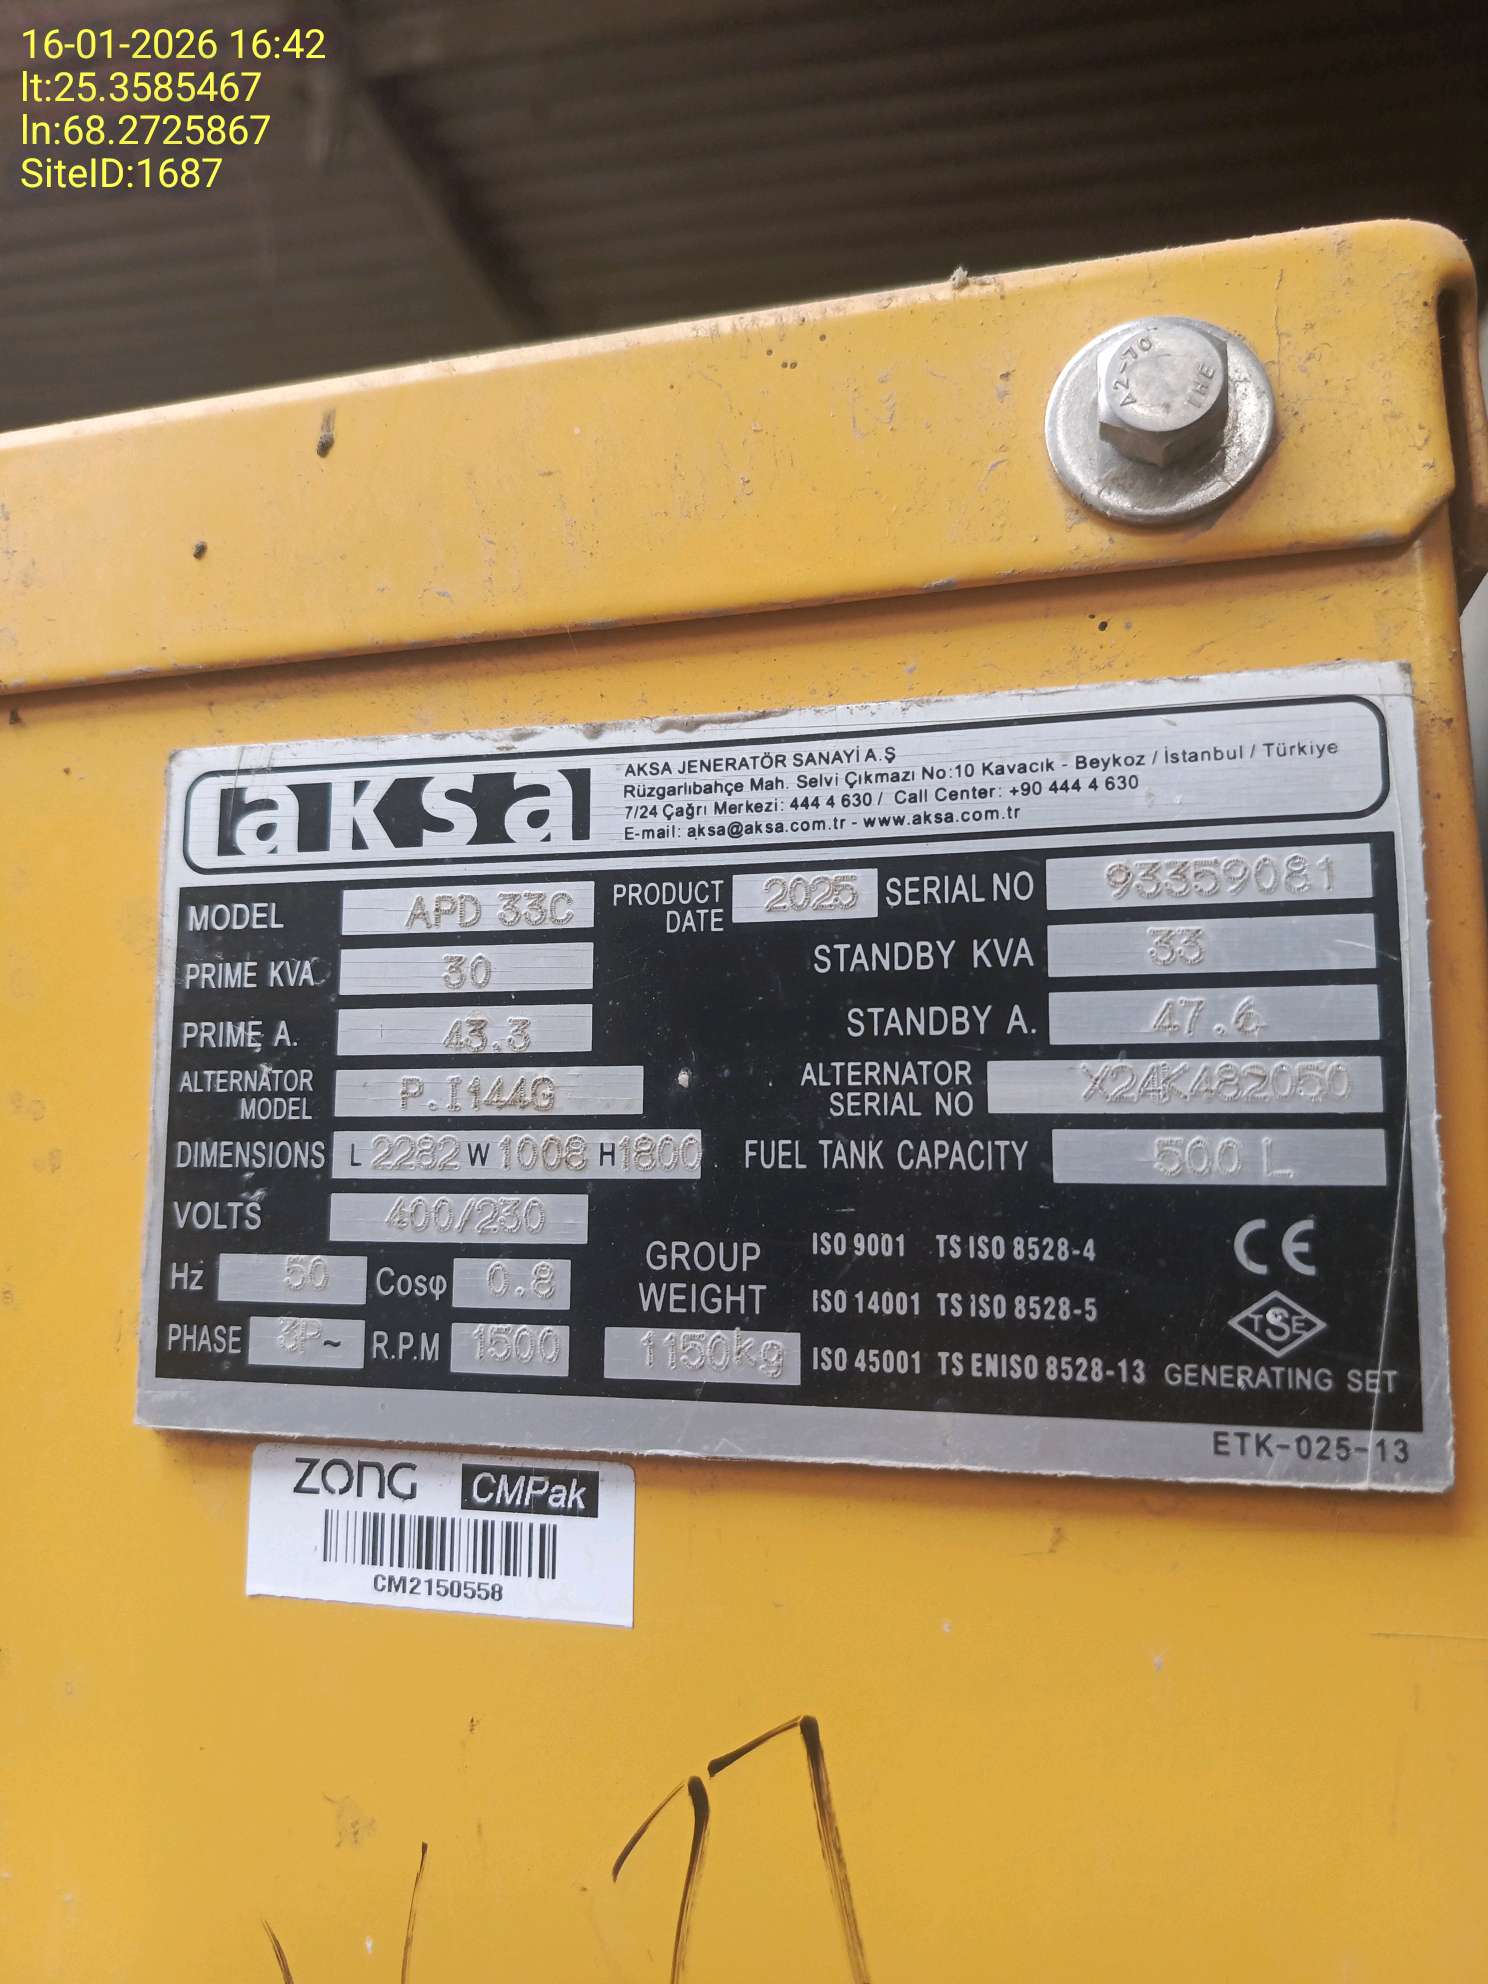 16-01-2026 16:42
lt:25.3585467
ln:68.2725867
SiteID:1687
A2-70
THE
aksa
AKSA JENERATÖR SANAYİ A.Ş
Rüzgarlıbahçe Mah. Selvi Çıkmazı No:10 Kavacık - Beykoz / İstanbul / Türkiye
7/24 Çağrı Merkezi: 444 4 630 / Call Center: +90 444 4 630
E-mail: aksa@aksa.com.tr - www.aksa.com.tr
MODEL APD 33C PRODUCT DATE 2025 SERIAL NO 93359081
PRIME KVA 30 STANDBY KVA 33
PRIME A. 43.3 STANDBY A. 47.6
ALTERNATOR MODEL P.I144G ALTERNATOR SERIAL NO X24K482050
DIMENSIONS L 2282 W 1008 H 1800 FUEL TANK CAPACITY 500 L
VOLTS 400/230
Hz 50 Cosφ 0.8
PHASE 3P~ R.P.M 1500
GROUP
WEIGHT
1150kg
ISO 9001 TS ISO 8528-4
ISO 14001 TS ISO 8528-5
ISO 45001 TS EN ISO 8528-13
CE
TSE
GENERATING SET
ETK-025-13
ZONG CMPak
CM2150558